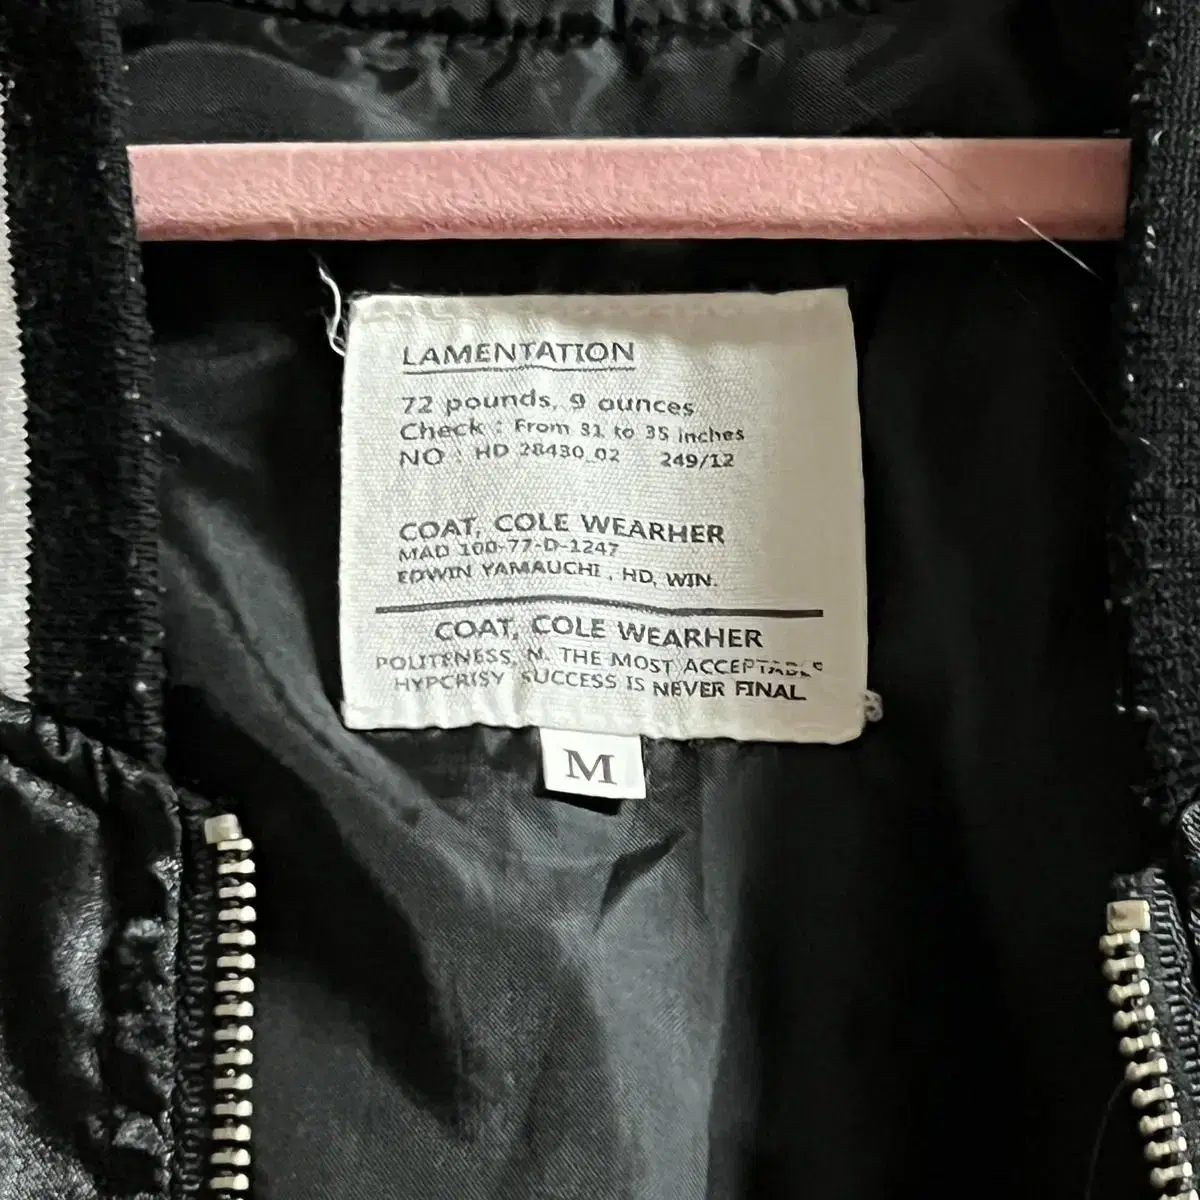 LAMENTATION
72 pounds, 9 ounces
Check : From 31 to 35 inches
NO : HD 28430_02 249/12
COAT, COLE WEARHER
MAD 100-77-D-1247
EDWIN YAMAUCHI , HD, WIN.
COAT, COLE WEARHER
POLITENESS, N. THE MOST ACCEPTABLE
HYPCRISY SUCCESS IS NEVER FINAL
M